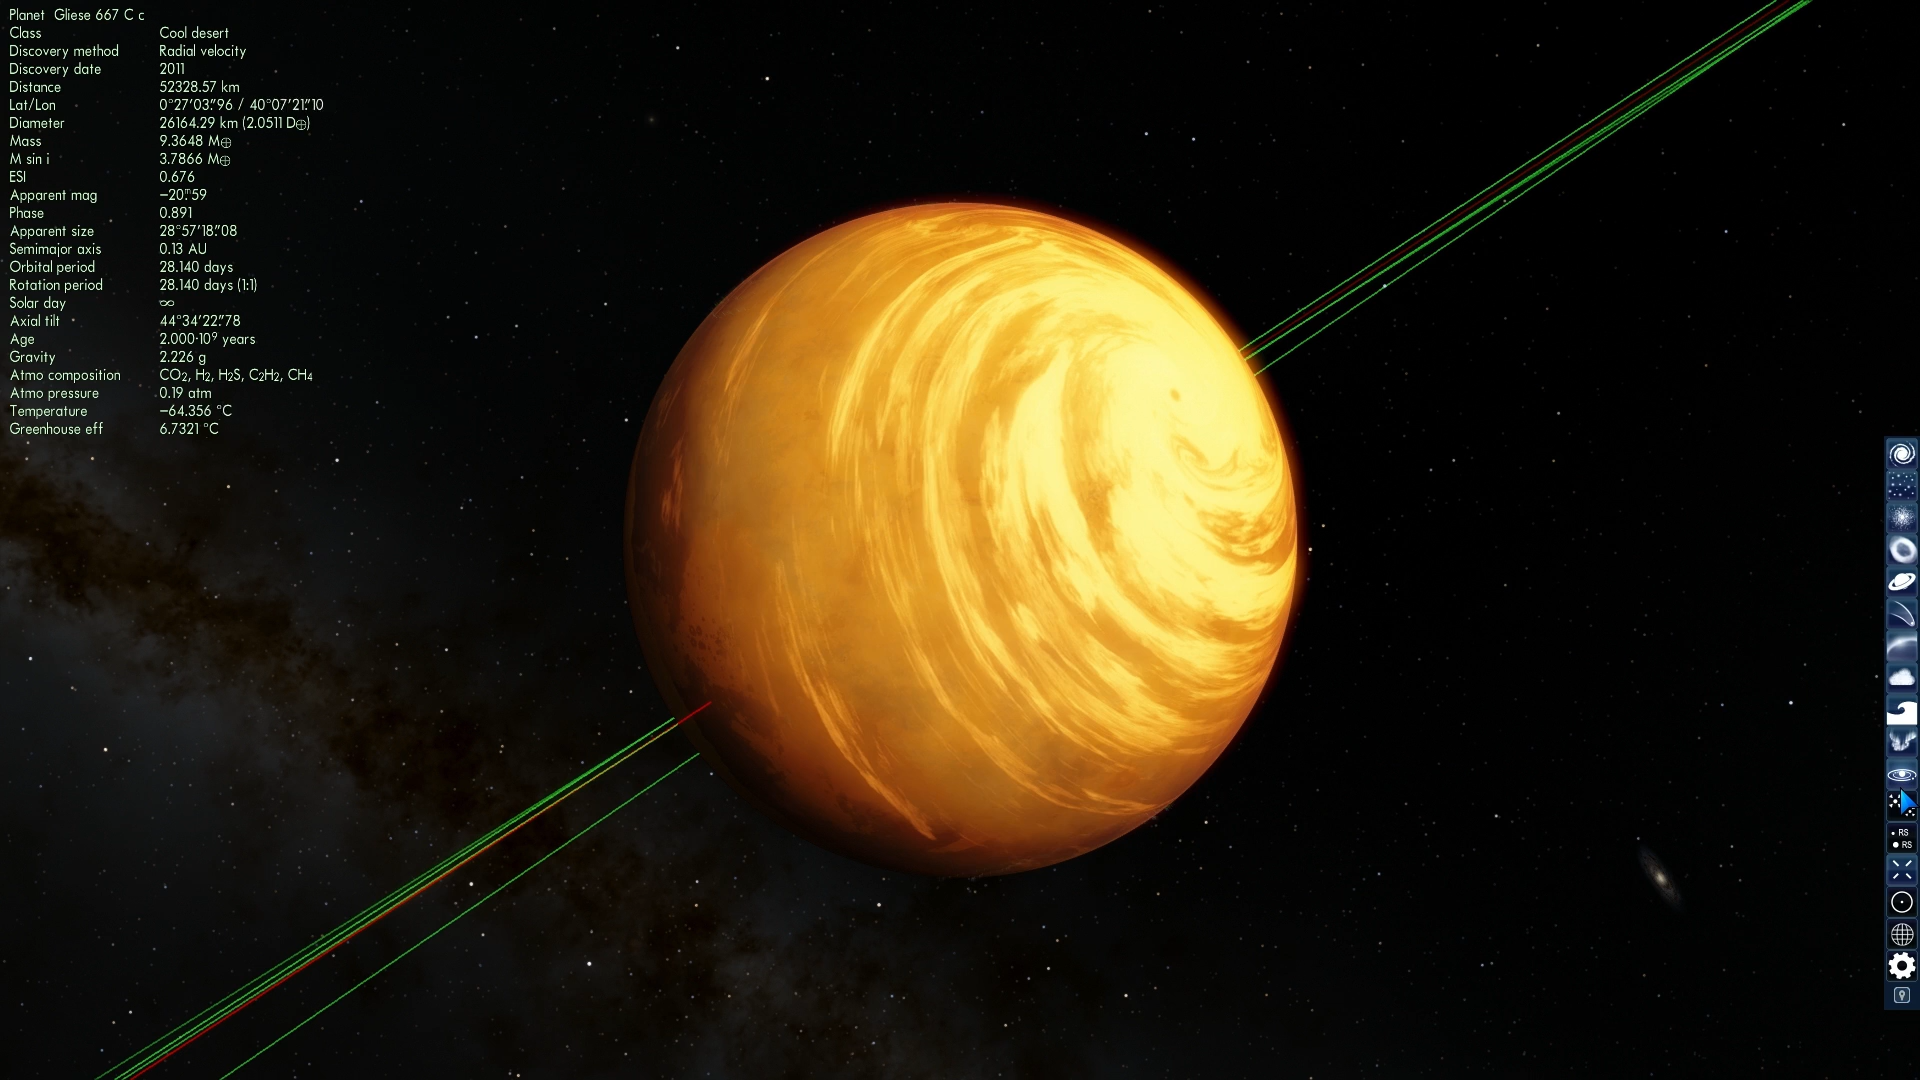 Planet Gliese 667 C c
Class Cool desert
Discovery method Radial velocity
Discovery date 2011
Distance 52328.57 km
Lat/Lon 0°27′03.″96 / 40°07′21.″10
Diameter 26164.29 km (2.0511 D⊕)
Mass 9.3648 M⊕
M sin i 3.7866 M⊕
ESI 0.676
Apparent mag −20.ᵐ59
Phase 0.891
Apparent size 28°57′18.″08
Semimajor axis 0.13 AU
Orbital period 28.140 days
Rotation period 28.140 days (1:1)
Solar day ∞
Axial tilt 44°34′22.″78
Age 2.000·10⁹ years
Gravity 2.226 g
Atmo composition CO₂, H₂, H₂S, C₂H₂, CH₄
Atmo pressure 0.19 atm
Temperature −64.356 °C
Greenhouse eff 6.7321 °C
RS
RS